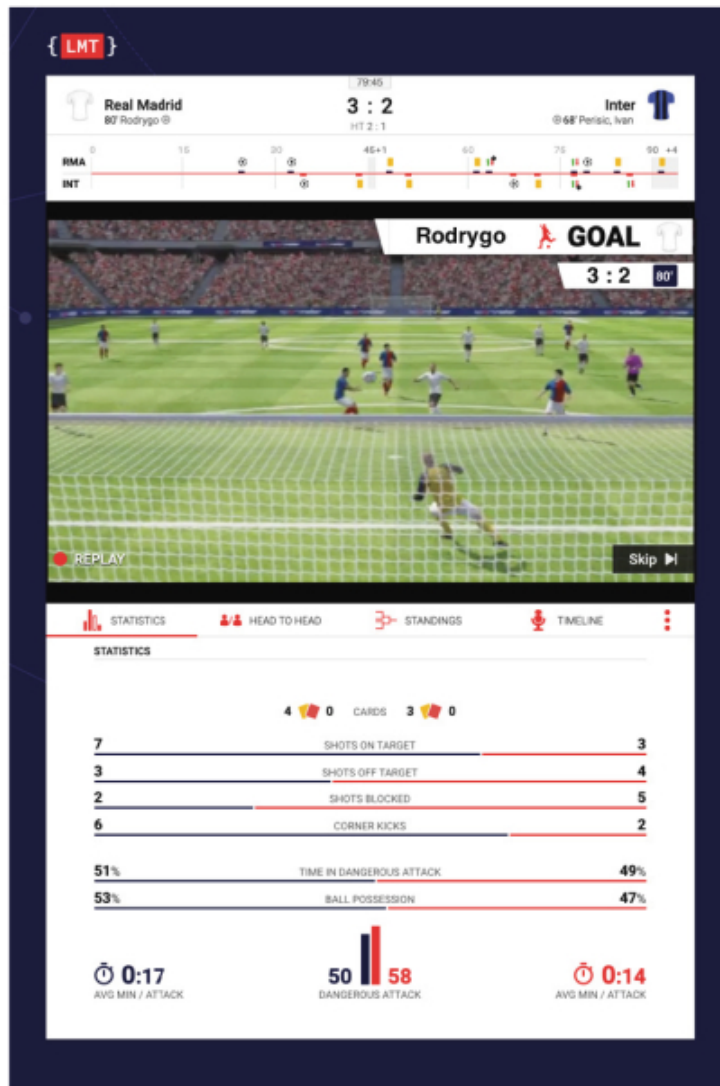 { LMT }
79:45
Real Madrid 3 : 2 Inter
80' Rodrygo HT 2 : 1 68' Perisic, Ivan
0 15 30 45+1 60 75 90 +4
RMA
INT
Rodrygo GOAL
3 : 2 80'
REPLAY Skip
STATISTICS HEAD TO HEAD STANDINGS TIMELINE
STATISTICS
4 0 CARDS 3 0
7 SHOTS ON TARGET 3
3 SHOTS OFF TARGET 4
2 SHOTS BLOCKED 5
6 CORNER KICKS 2
51% TIME IN DANGEROUS ATTACK 49%
53% BALL POSSESSION 47%
0:17 50 58 0:14
AVG MIN / ATTACK DANGEROUS ATTACK AVG MIN / ATTACK